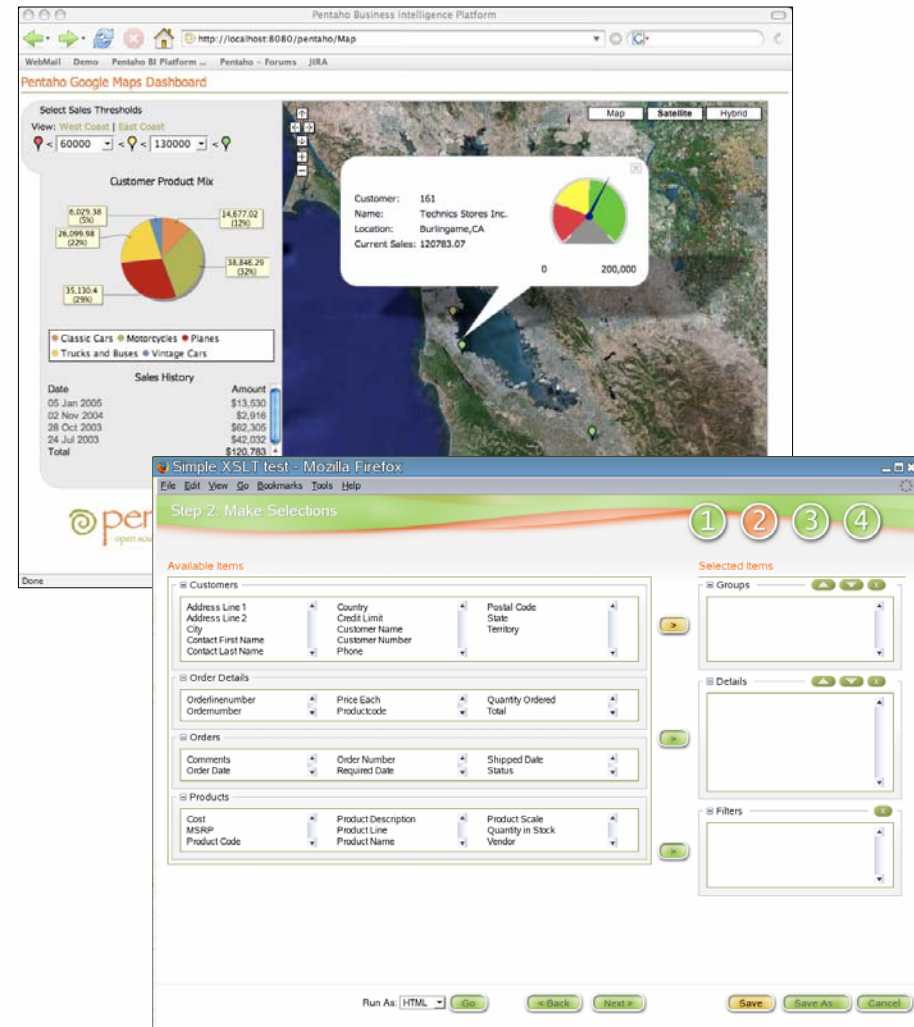 Pentaho Business Intelligence Platform
http://localhost:8080/pentaho/Map
WebMail Demo Pentaho BI Platform ... Pentaho - Forums JIRA
Pentaho Google Maps Dashboard
Select Sales Thresholds
View: West Coast | East Coast
< 60000 < < 130000 <
Customer Product Mix
6,029.38
(5%)
14,677.02
(12%)
26,099.98
(22%)
38,846.29
(32%)
35,130.4
(29%)
Classic Cars Motorcycles Planes
Trucks and Buses Vintage Cars
Sales History
Date Amount
05 Jan 2005 $13,530
02 Nov 2004 $2,916
28 Oct 2003 $62,305
24 Jul 2003 $42,032
Total $120,783
Map Satellite Hybrid
Customer: 161
Name: Technics Stores Inc.
Location: Burlingame,CA
Current Sales: 120783.07
0 200,000
per
open sou
Done
Simple XSLT test - Mozilla Firefox
File Edit View Go Bookmarks Tools Help
Step 2: Make Selections
1 2 3 4
Available Items
Customers
Address Line 1 Country Postal Code
Address Line 2 Credit Limit State
City Customer Name Territory
Contact First Name Customer Number
Contact Last Name Phone
Order Details
Orderlinenumber Price Each Quantity Ordered
Ordernumber Productcode Total
Orders
Comments Order Number Shipped Date
Order Date Required Date Status
Products
Cost Product Description Product Scale
MSRP Product Line Quantity in Stock
Product Code Product Name Vendor
>
>
>
Selected Items
Groups x
Details x
Filters x
Run As: HTML Go < Back Next > Save Save As... Cancel